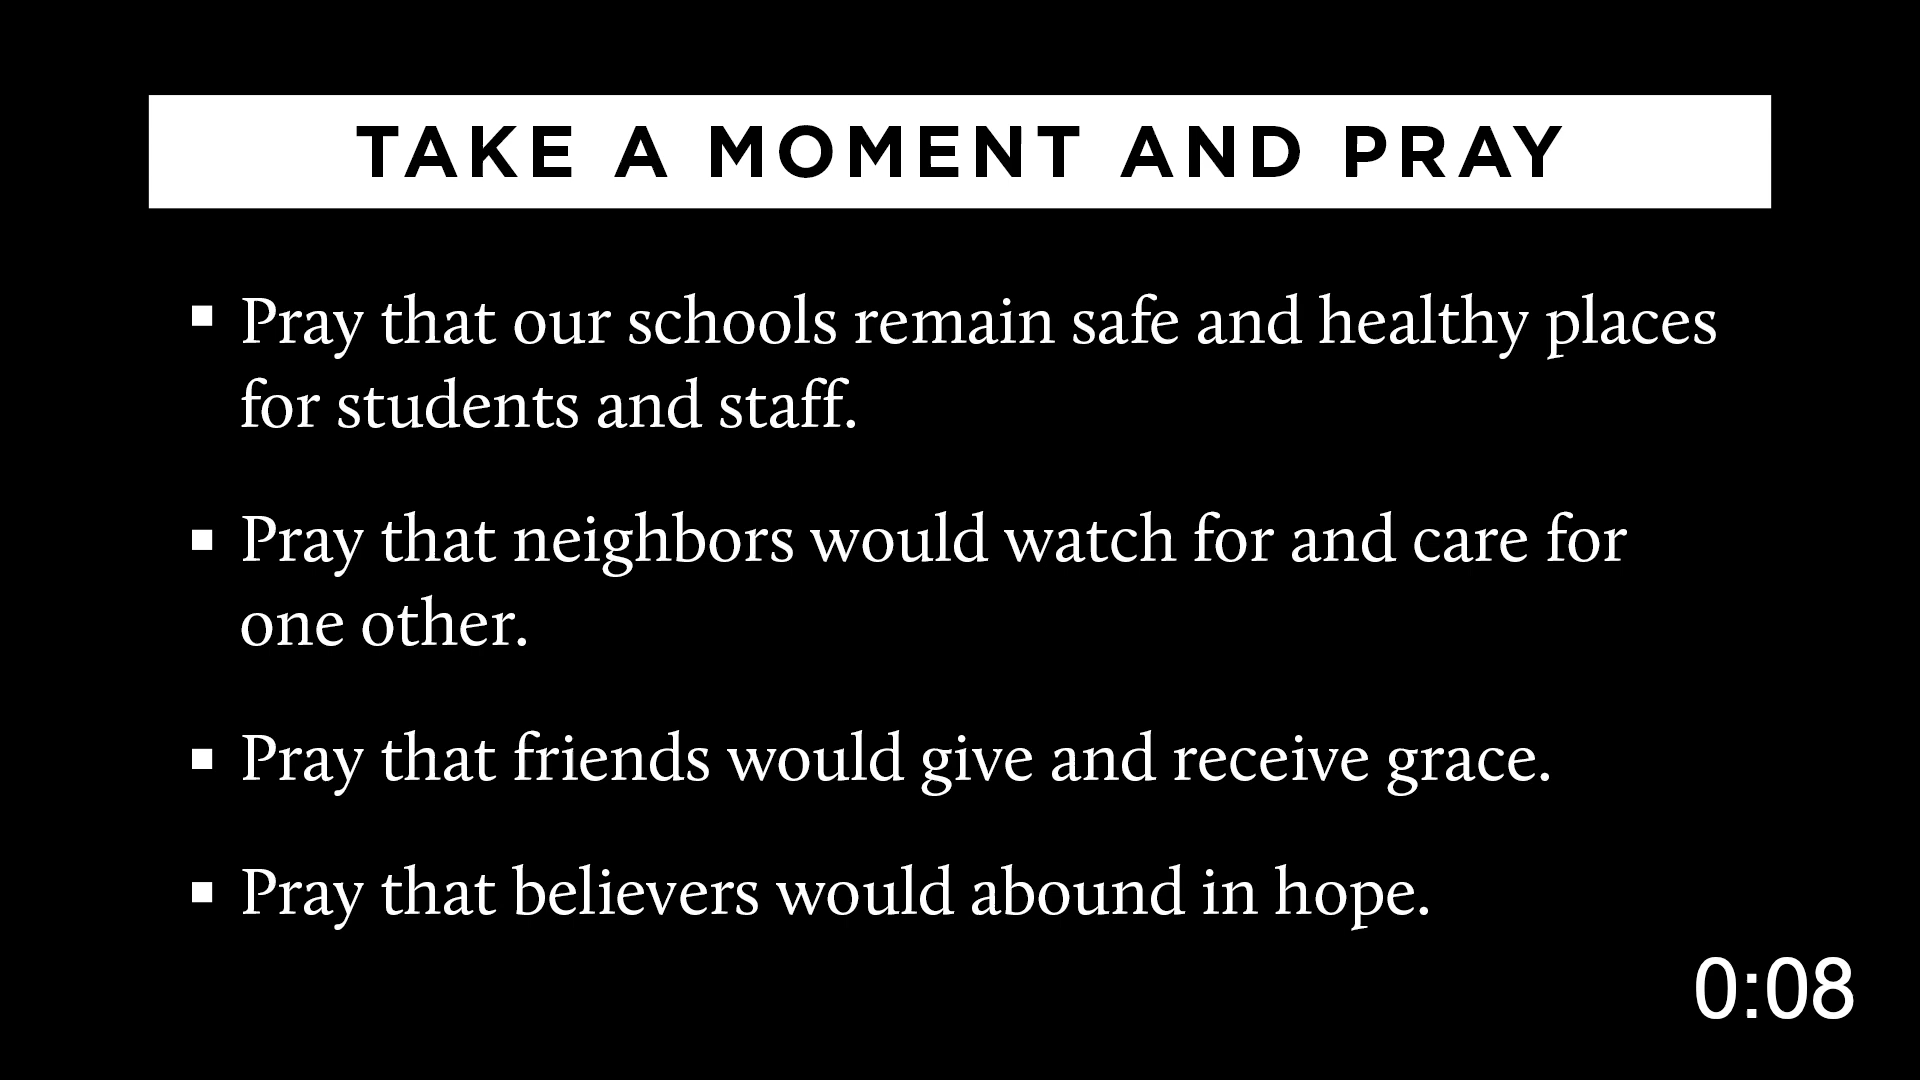 TAKE A MOMENT AND PRAY
▪ Pray that our schools remain safe and healthy places
for students and staff.
▪ Pray that neighbors would watch for and care for
one other.
▪ Pray that friends would give and receive grace.
▪ Pray that believers would abound in hope.
0:08